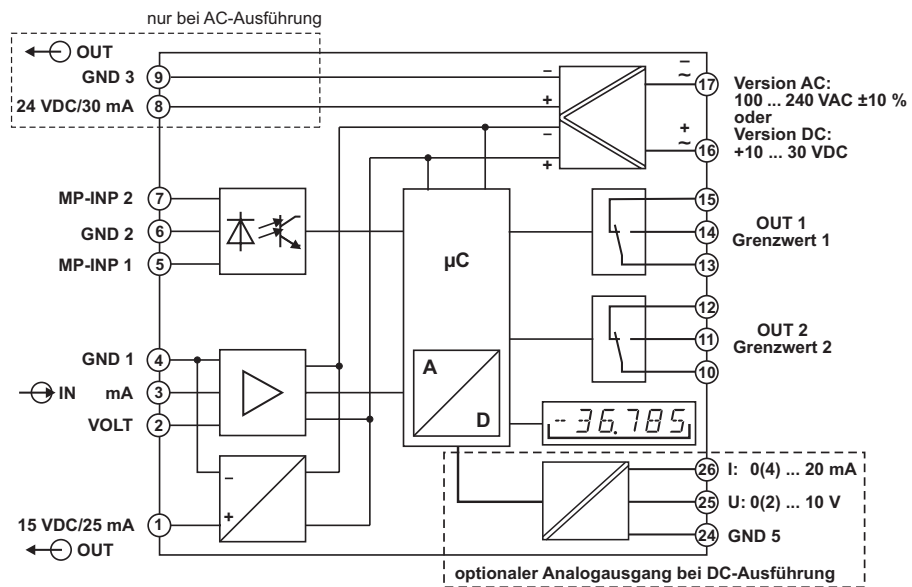 nur bei AC-Ausführung
OUT
GND 3
9
24 VDC/30 mA
8
–
+
–
+
–
~
17
+
~
16
Version AC:
100 ... 240 VAC ±10 %
oder
Version DC:
+10 ... 30 VDC
MP-INP 2
7
GND 2
6
MP-INP 1
5
µC
15
14
13
OUT 1
Grenzwert 1
12
11
10
OUT 2
Grenzwert 2
GND 1
4
IN
mA
3
VOLT
2
A
D
-36.785
–
+
15 VDC/25 mA
1
OUT
26
I: 0(4) ... 20 mA
25
U: 0(2) ... 10 V
24
GND 5
optionaler Analogausgang bei DC-Ausführung